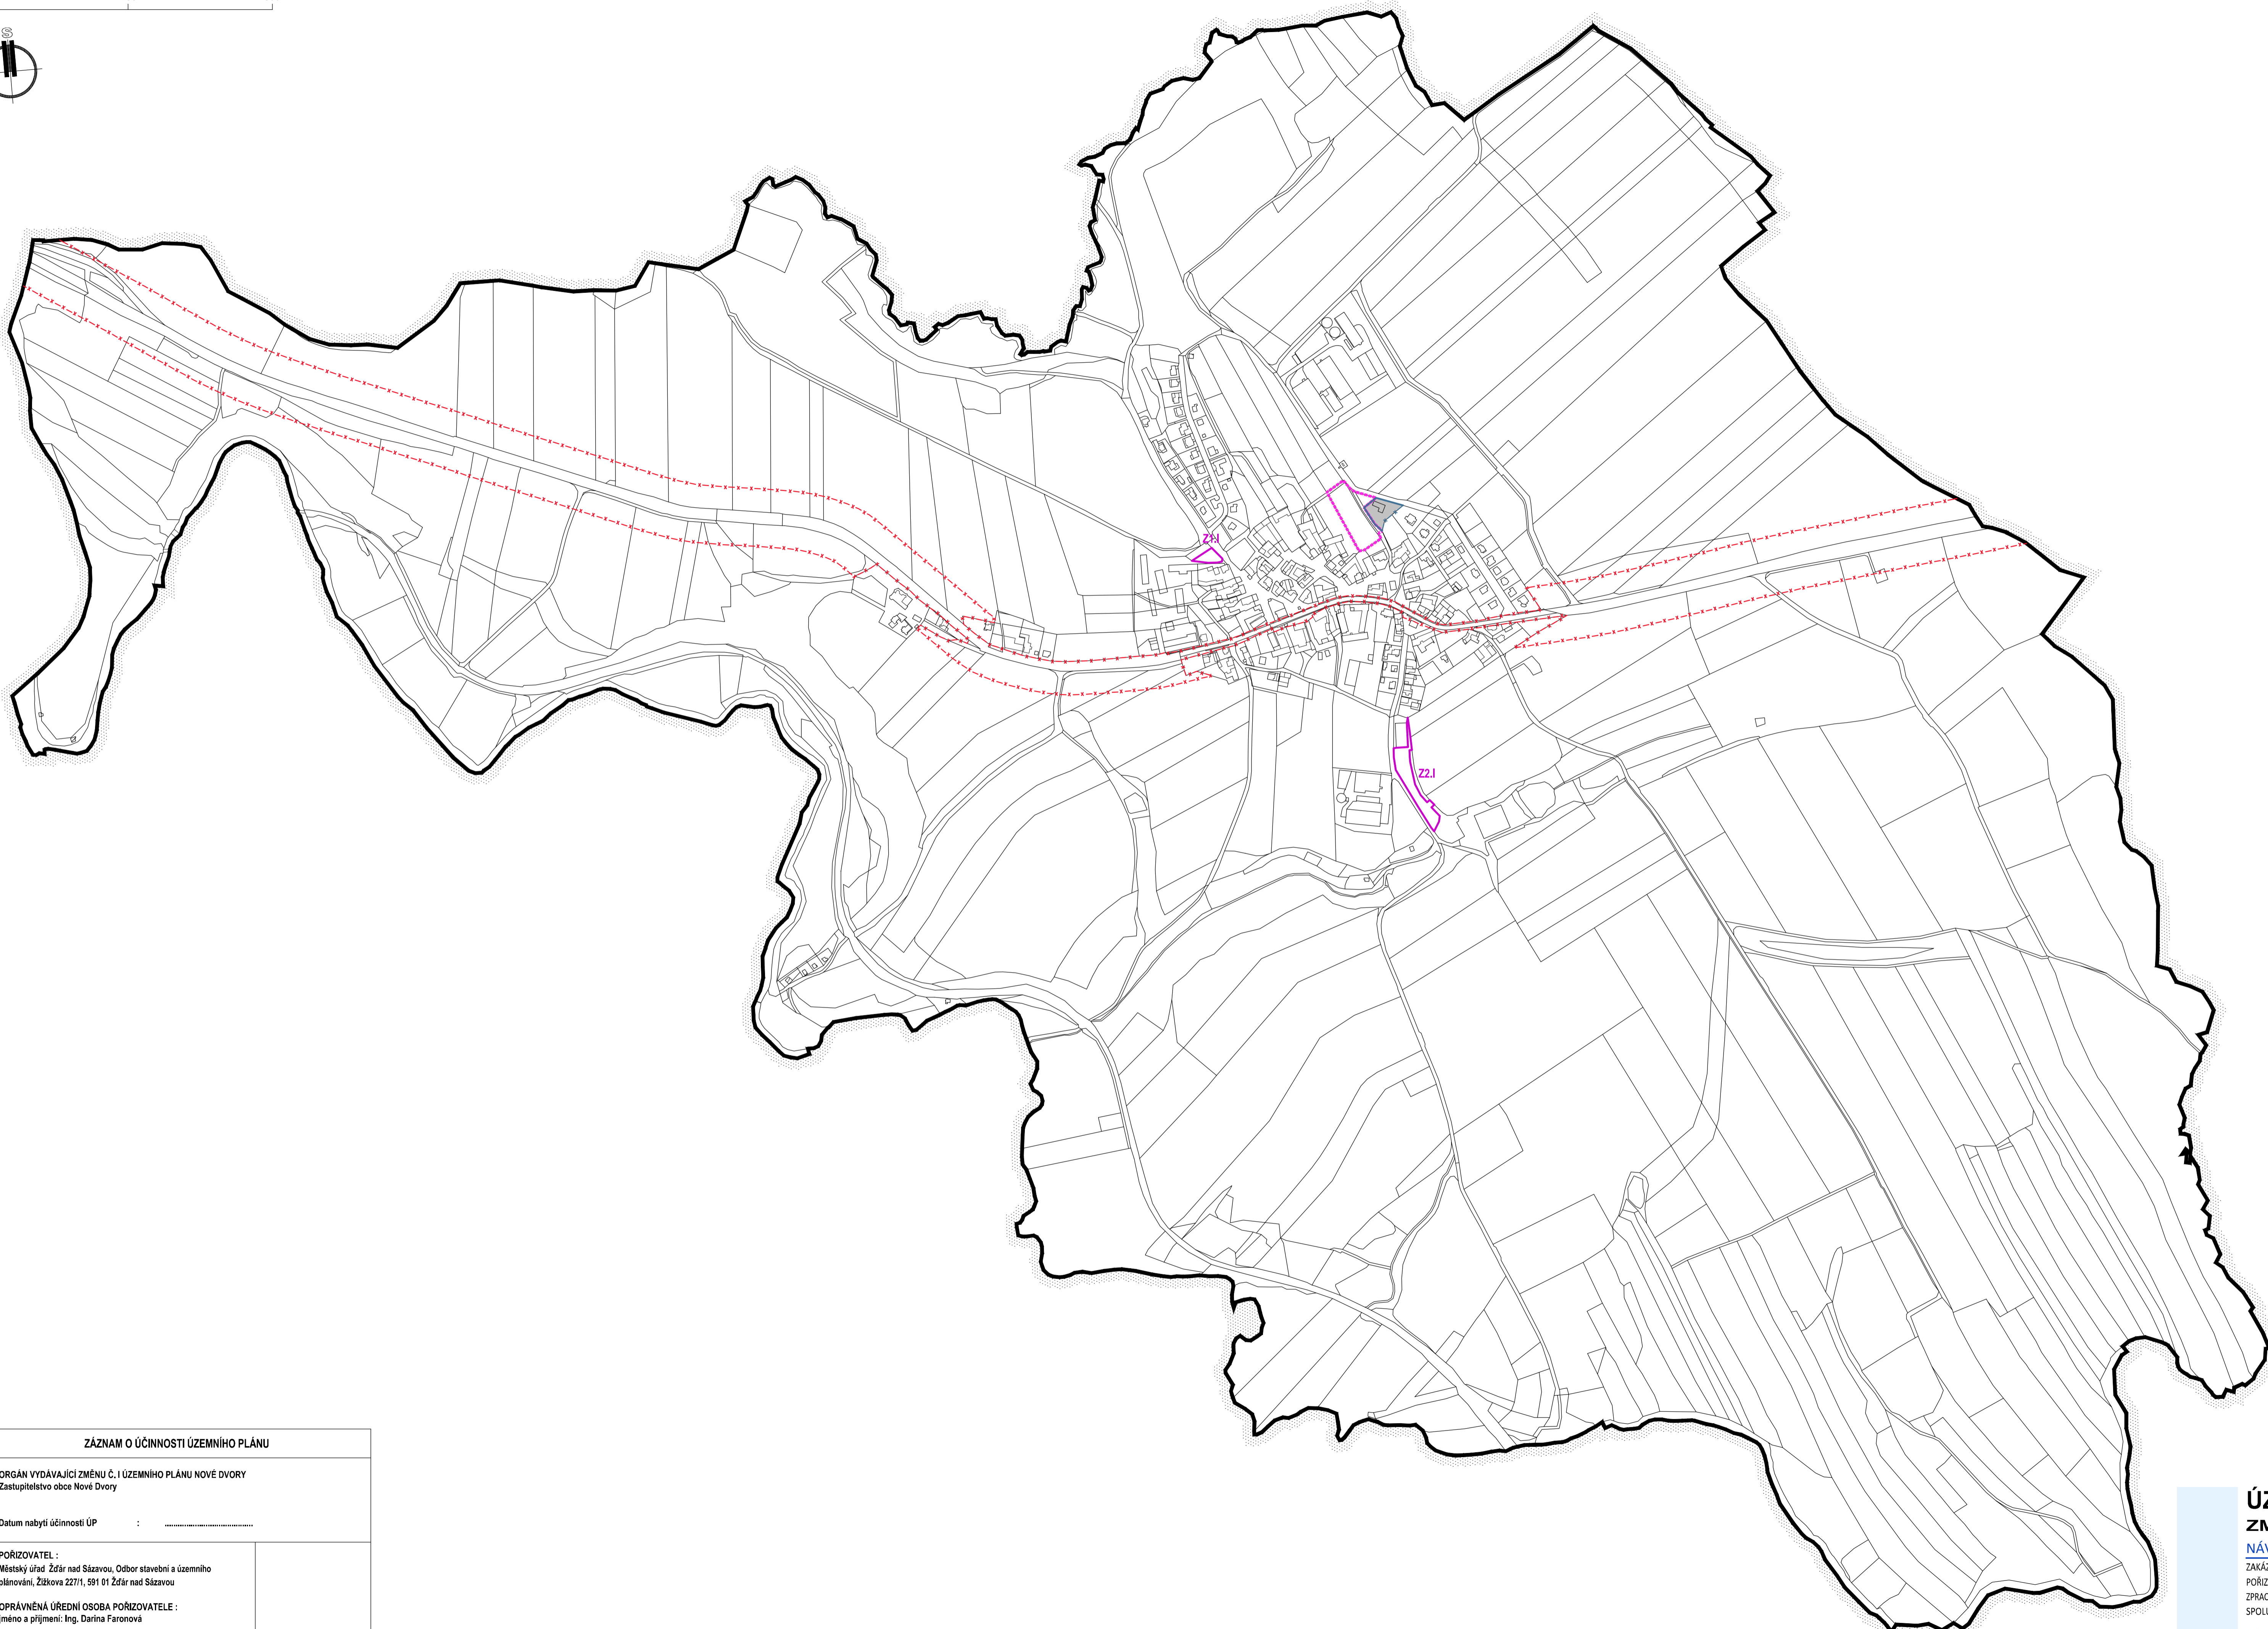 S
Z1.I
Z2.I
ZÁZNAM O ÚČINNOSTI ÚZEMNÍHO PLÁNU
ORGÁN VYDÁVAJÍCÍ ZMĚNU Č. I ÚZEMNÍHO PLÁNU NOVÉ DVORY
Zastupitelstvo obce Nové Dvory
Datum nabytí účinnosti ÚP : ........................................
POŘIZOVATEL :
Městský úřad Žďár nad Sázavou, Odbor stavební a územního
plánování, Žižkova 227/1, 591 01 Žďár nad Sázavou
OPRÁVNĚNÁ ÚŘEDNÍ OSOBA POŘIZOVATELE :
jméno a příjmení: Ing. Darina Faronová
ÚZ
ZM
NÁV
ZAKÁZ
POŘIZ
ZPRAC
SPOLU